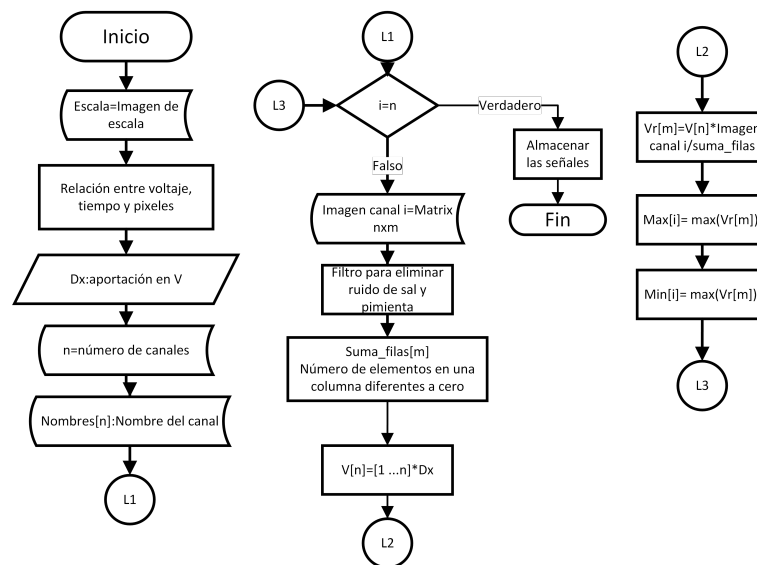 Inicio
Escala=Imagen de
escala
Relación entre voltaje,
tiempo y pixeles
Dx:aportación en V
n=número de canales
Nombres[n]:Nombre del canal
L1
L1
L3
i=n
Verdadero
Falso
Almacenar
las señales
Fin
Imagen canal i=Matrix
nxm
Filtro para eliminar
ruido de sal y
pimienta
Suma_filas[m]
Número de elementos en una
columna diferentes a cero
V[n]=[1 ...n]*Dx
L2
L2
Vr[m]=V[n]*Imagen
canal i/suma_filas
Max[i]= max(Vr[m])
Min[i]= max(Vr[m])
L3